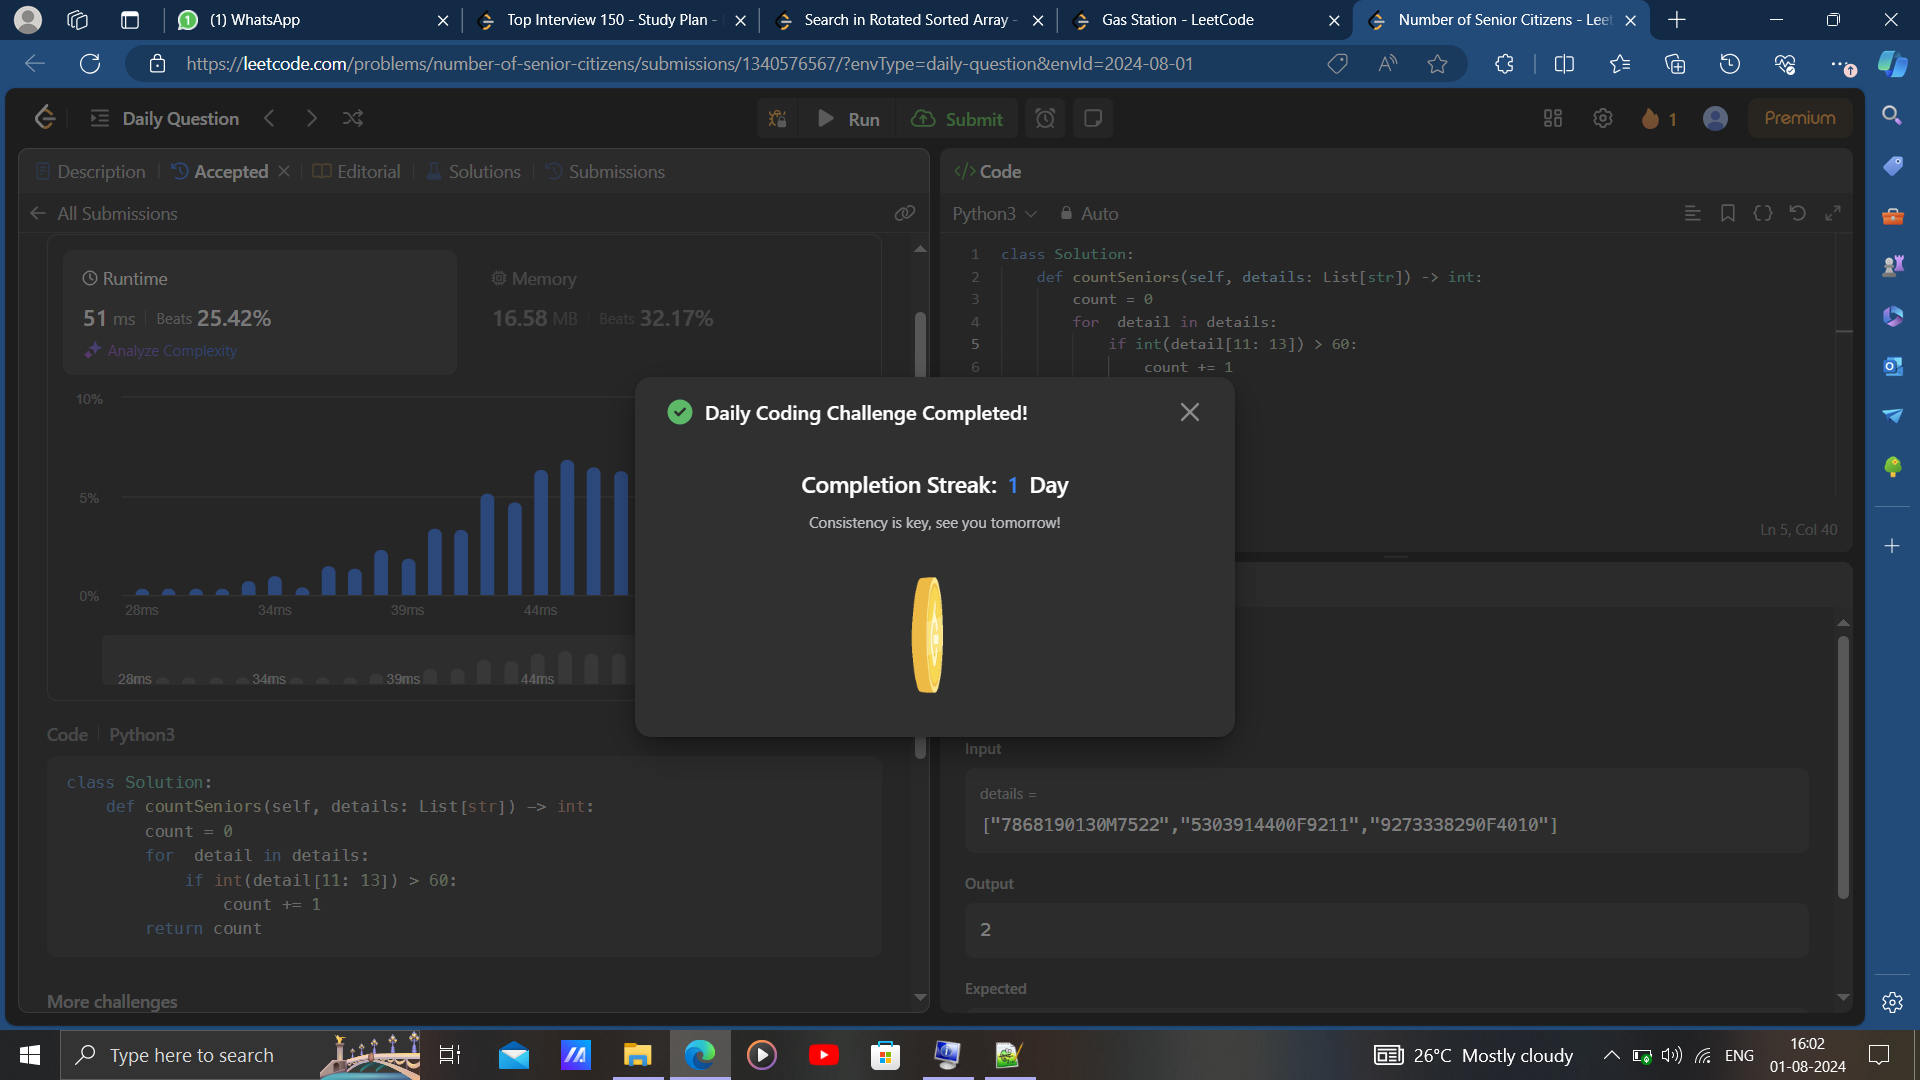 (1) WhatsApp
Top Interview 150 - Study Plan -
Search in Rotated Sorted Array -
Gas Station - LeetCode
Number of Senior Citizens - Leet
https://leetcode.com/problems/number-of-senior-citizens/submissions/1340576567/?envType=daily-question&envId=2024-08-01
Daily Question
Run
Submit
1
Premium
Description
Accepted
Editorial
Solutions
Submissions
All Submissions
Runtime
51 ms
Beats 25.42%
Analyze Complexity
Memory
16.58 MB
Beats 32.17%
10%
5%
0%
28ms
34ms
39ms
44ms
28ms
34ms
39ms
44ms
Code
Python3
class Solution:
def countSeniors(self, details: List[str]) -> int:
count = 0
for  detail in details:
if int(detail[11: 13]) > 60:
count += 1
return count
More challenges
</> Code
Python3
Auto
1 class Solution:
2 def countSeniors(self, details: List[str]) -> int:
3 count = 0
4 for  detail in details:
5 if int(detail[11: 13]) > 60:
6 count += 1
Ln 5, Col 40
Daily Coding Challenge Completed!
Completion Streak: 1 Day
Consistency is key, see you tomorrow!
Input
details =
["7868190130M7522","5303914400F9211","9273338290F4010"]
Output
2
Expected
Type here to search
26°C Mostly cloudy
ENG
16:02
01-08-2024